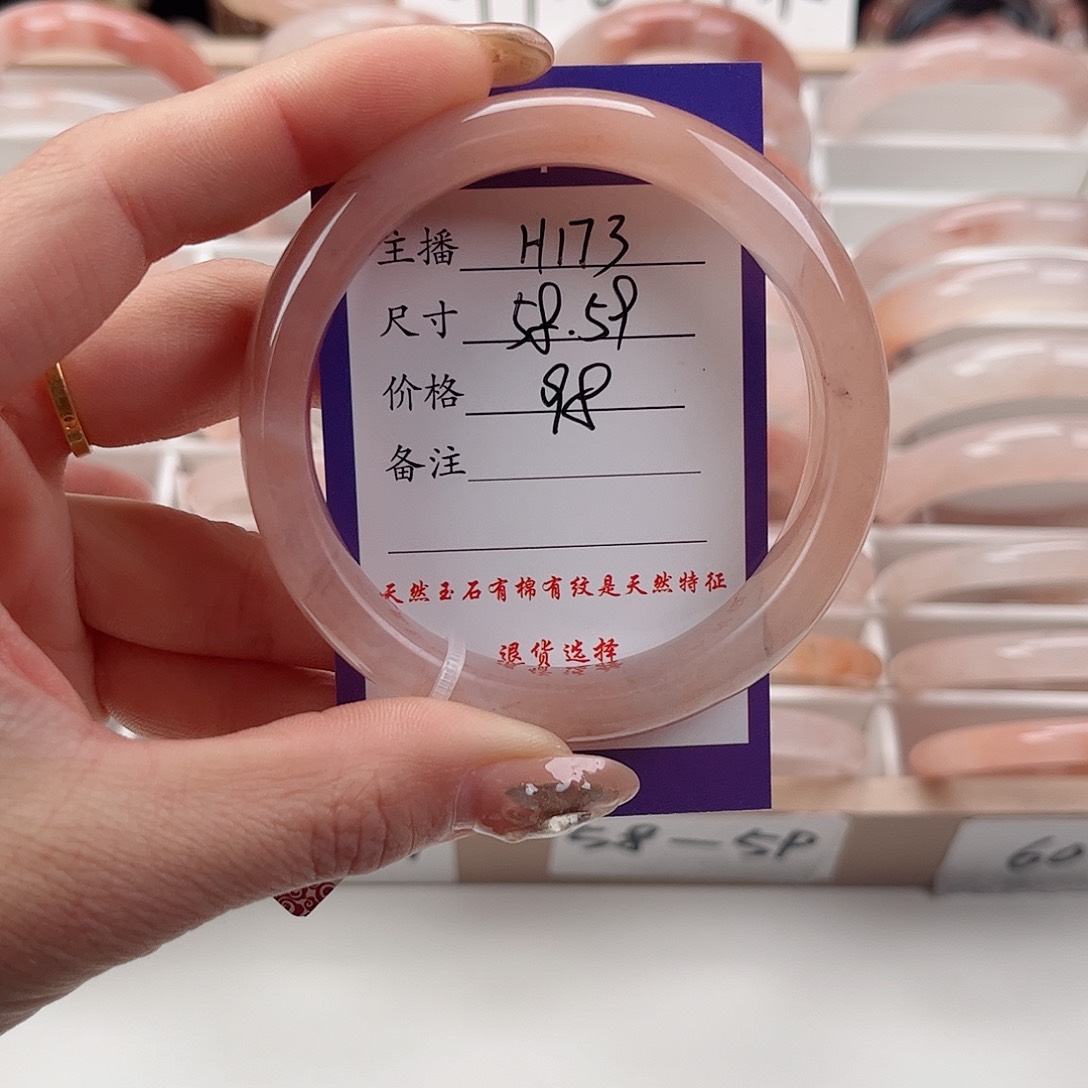 主播 H173
尺寸 58.59
价格 98
备注
天然玉石有棉有纹是天然特征
退货选择
58-59
60